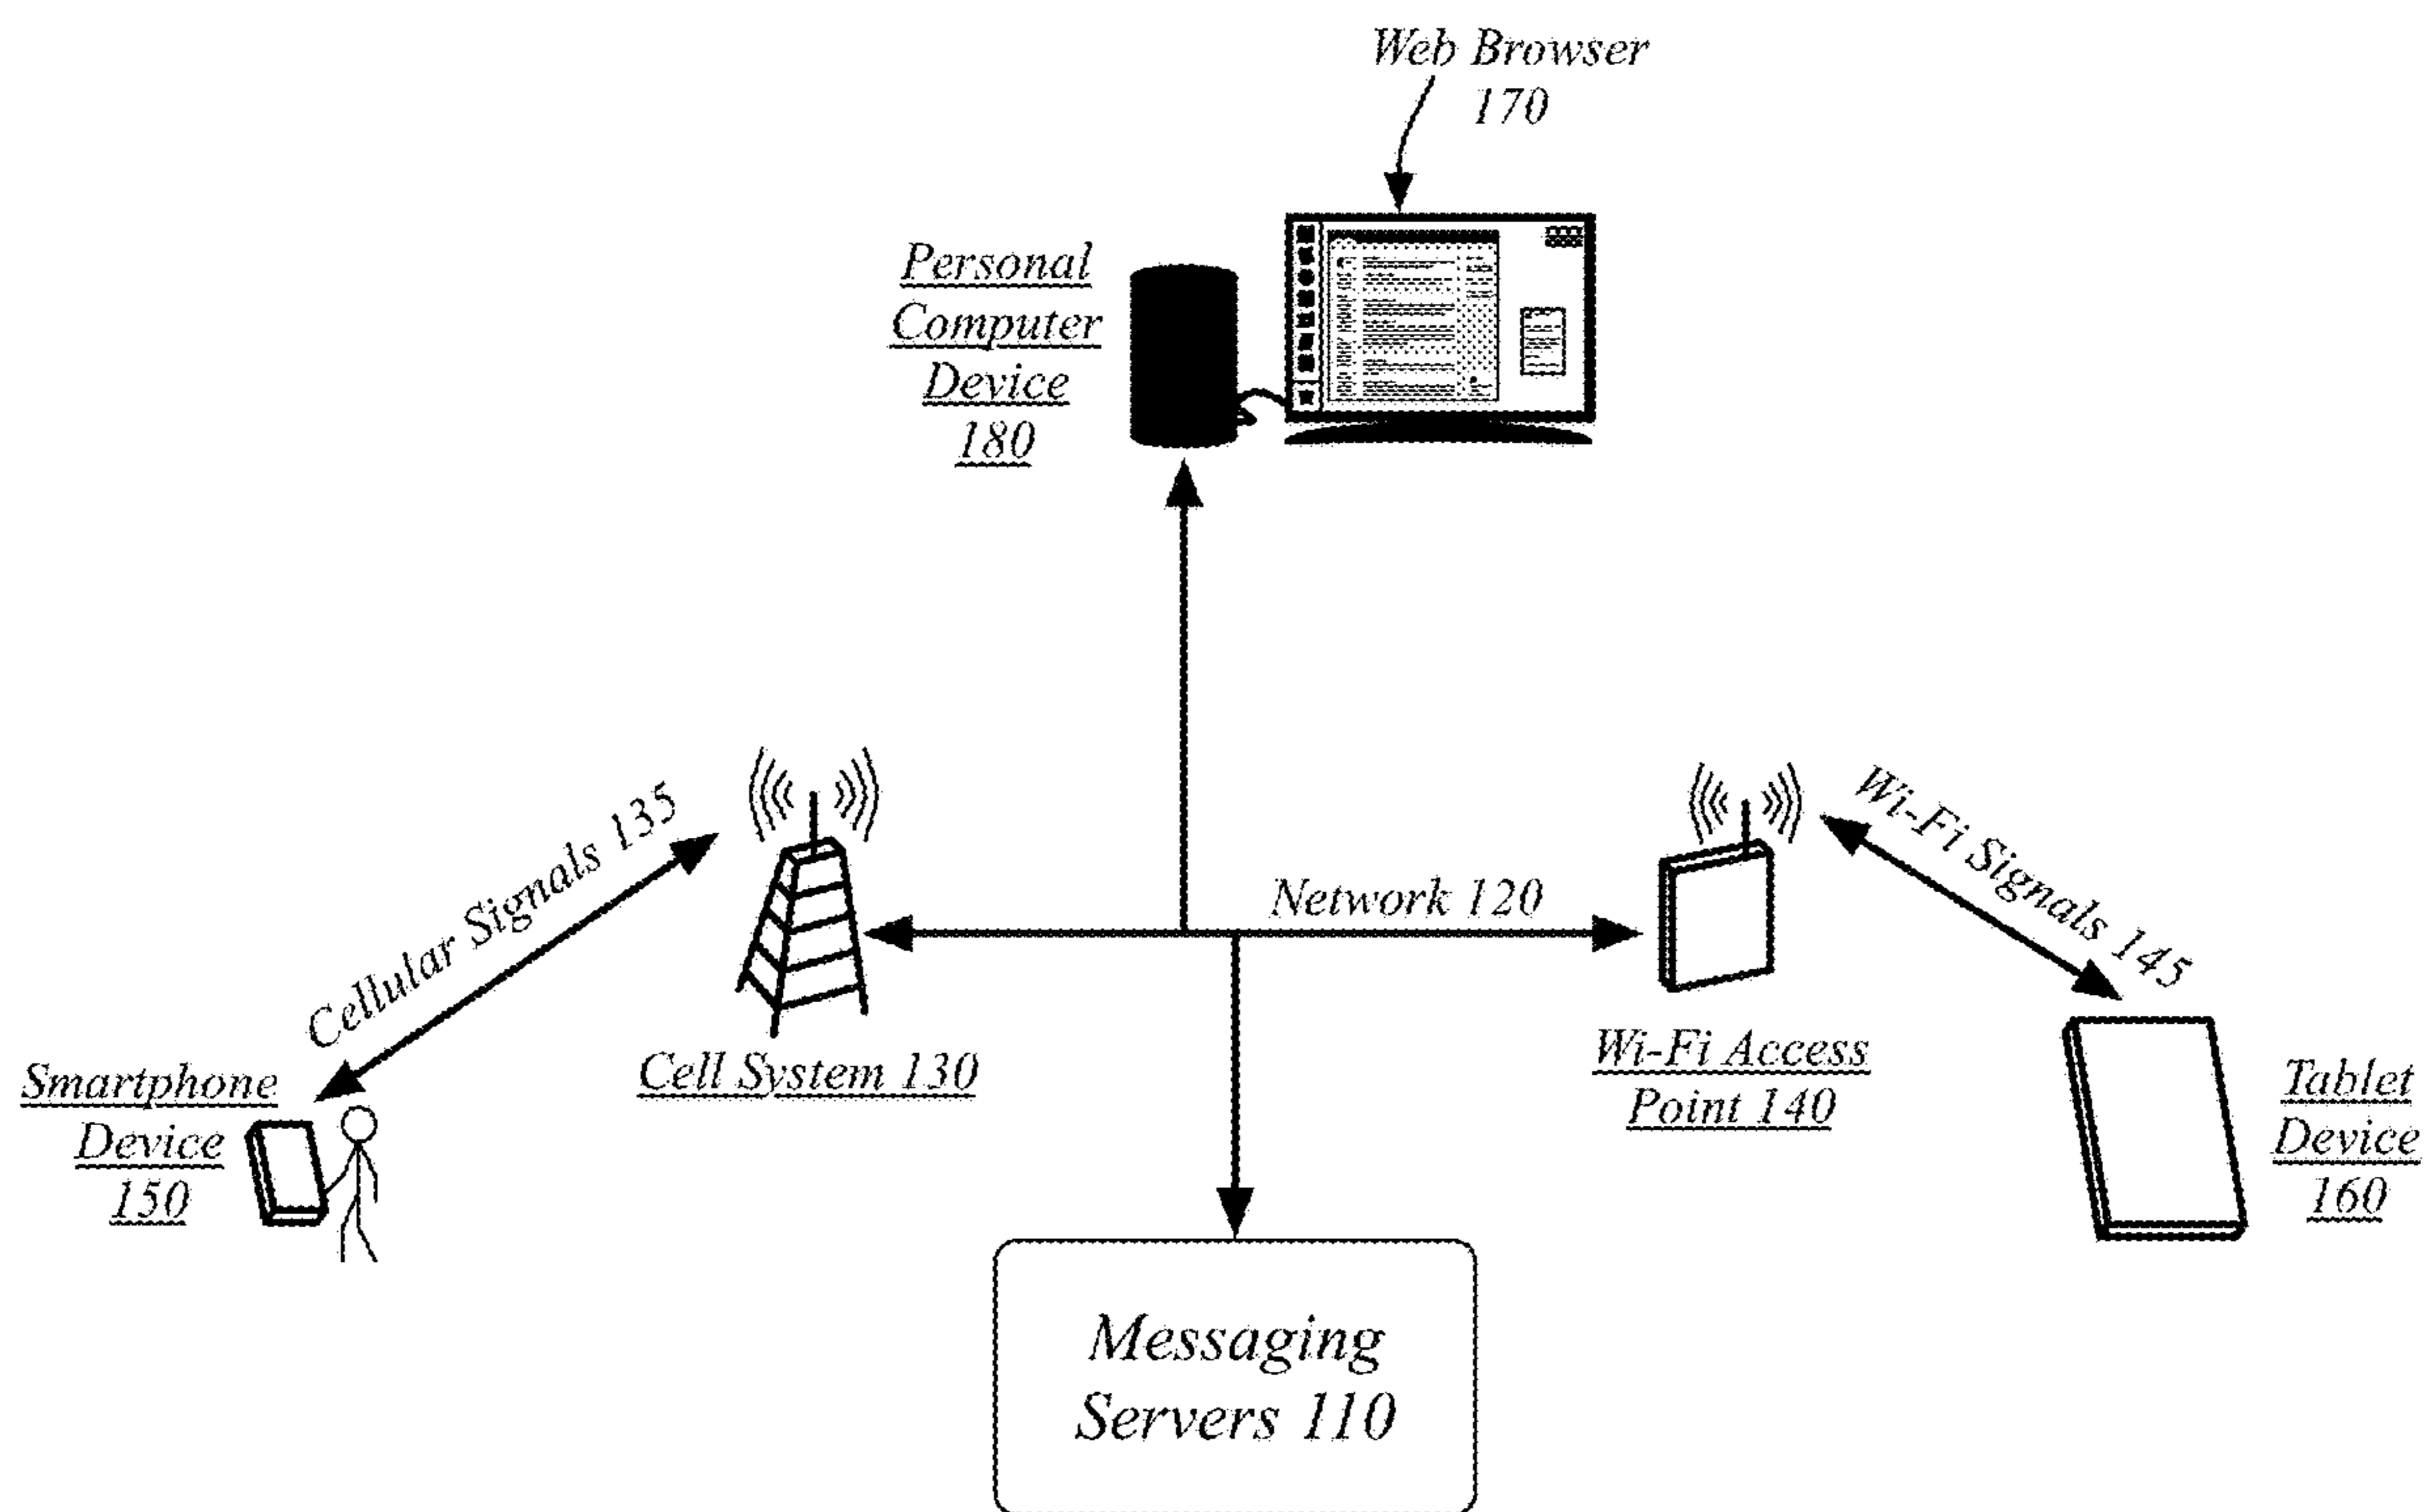 Web Browser
170
Personal
Computer
Device
180
Cellular Signals 135
Network 120
Wi-Fi Signals 145
Cell System 130
Wi-Fi Access
Point 140
Smartphone
Device
150
Tablet
Device
160
Messaging
Servers 110